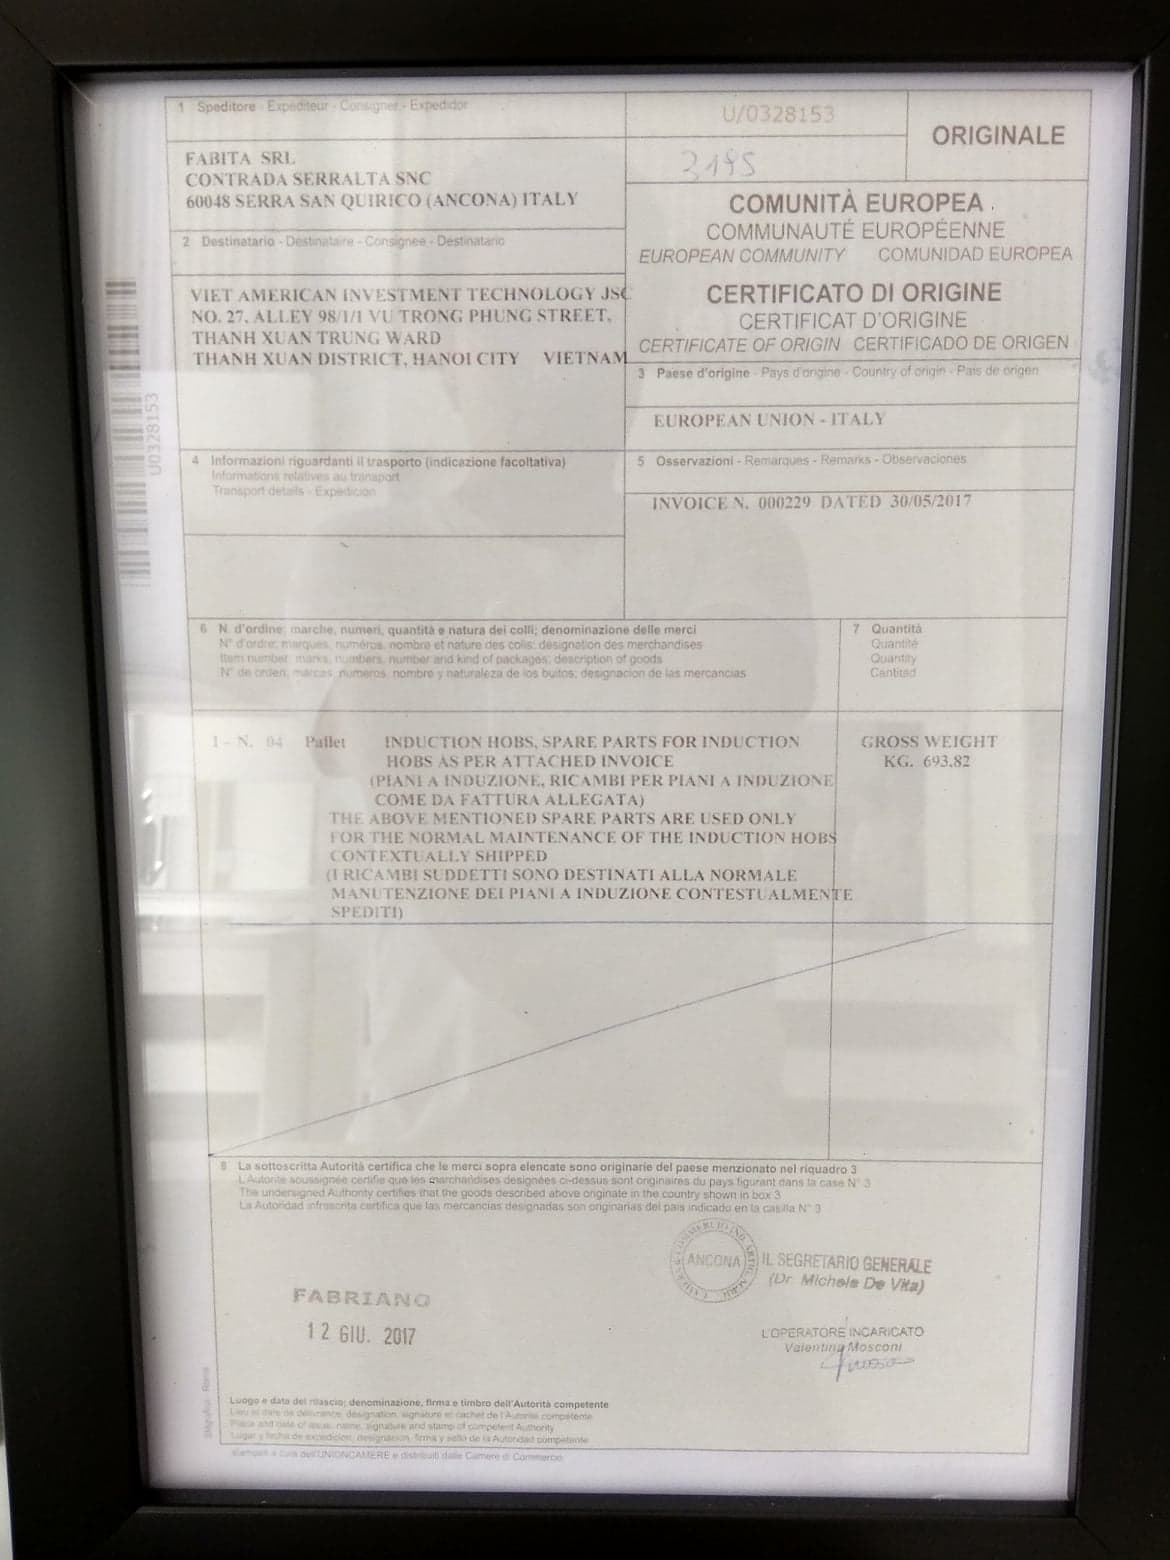 1 Speditore - Expéditeur - Consigner - Expedidor
U/0328153
ORIGINALE
3195
FABITA SRL
CONTRADA SERRALTA SNC
60048 SERRA SAN QUIRICO (ANCONA) ITALY
COMUNITÀ EUROPEA
COMMUNAUTÉ EUROPÉENNE
EUROPEAN COMMUNITY COMUNIDAD EUROPEA
2 Destinatario - Destinataire - Consignee - Destinatario
VIET AMERICAN INVESTMENT TECHNOLOGY JSC
NO. 27, ALLEY 98/1/1 VU TRONG PHUNG STREET,
THANH XUAN TRUNG WARD
THANH XUAN DISTRICT, HANOI CITY VIETNAM
CERTIFICATO DI ORIGINE
CERTIFICAT D'ORIGINE
CERTIFICATE OF ORIGIN CERTIFICADO DE ORIGEN
3 Paese d'origine - Pays d'origine - Country of origin - Pais de origen
EUROPEAN UNION - ITALY
U0328153
4 Informazioni riguardanti il trasporto (indicazione facoltativa)
Informations relatives au transport
Transport details - Expedicion
5 Osservazioni - Remarques - Remarks - Observaciones
INVOICE N. 000229 DATED 30/05/2017
6 N. d'ordine; marche, numeri, quantità e natura dei colli; denominazione delle merci
N° d'ordre; marques, numéros, nombre et nature des colis; désignation des marchandises
Item number; marks, numbers, number and kind of packages; description of goods
N° de orden; marcas, numeros, nombre y naturaleza de los bultos; designacion de las mercancias
7 Quantità
Quantité
Quantity
Cantidad
1 - N. 04 Pallet INDUCTION HOBS, SPARE PARTS FOR INDUCTION
HOBS AS PER ATTACHED INVOICE
(PIANI A INDUZIONE, RICAMBI PER PIANI A INDUZIONE
COME DA FATTURA ALLEGATA)
THE ABOVE MENTIONED SPARE PARTS ARE USED ONLY
FOR THE NORMAL MAINTENANCE OF THE INDUCTION HOBS
CONTEXTUALLY SHIPPED
(I RICAMBI SUDDETTI SONO DESTINATI ALLA NORMALE
MANUTENZIONE DEI PIANI A INDUZIONE CONTESTUALMENTE
SPEDITI)
GROSS WEIGHT
KG. 693.82
8 La sottoscritta Autorità certifica che le merci sopra elencate sono originarie del paese menzionato nel riquadro 3
L'Autorité soussignée certifie que les marchandises designées ci-dessus sont originaires du pays figurant dans la case N° 3
The undersigned Authority certifies that the goods described above originate in the country shown in box 3
La Autoridad infrascrita certifica que las mercancias designadas son originarias del pais indicado en la casilla N° 3
ANCONA
IL SEGRETARIO GENERALE
(Dr. Michele De Vita)
FABRIANO
12 GIU. 2017
L'OPERATORE INCARICATO
Valentina Mosconi
Luogo e data del rilascio; denominazione, firma e timbro dell'Autorità competente
Lieu et date de délivrance, désignation, signature et cachet de l'Autorité compétente
Place and date of issue, name, signature and stamp of competent Authority
Lugar y fecha de expedición, designación, firma y sello de la Autoridad competente
stampati a cura dell'UNIONCAMERE e distribuiti dalle Camere di Commercio